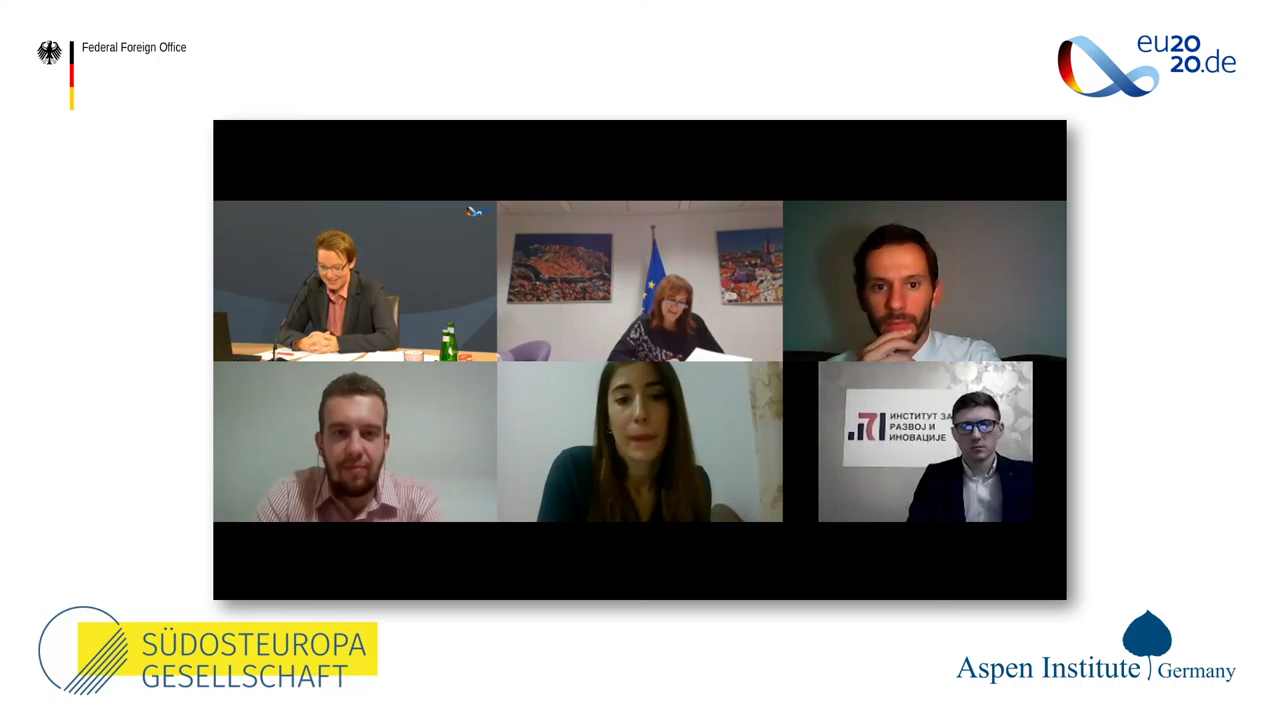 Federal Foreign Office
eu2020.de
ИНСТИТУТ ЗА
РАЗВОЈ И
ИНОВАЦИЈЕ
SÜDOSTEUROPA
GESELLSCHAFT
Aspen Institute Germany